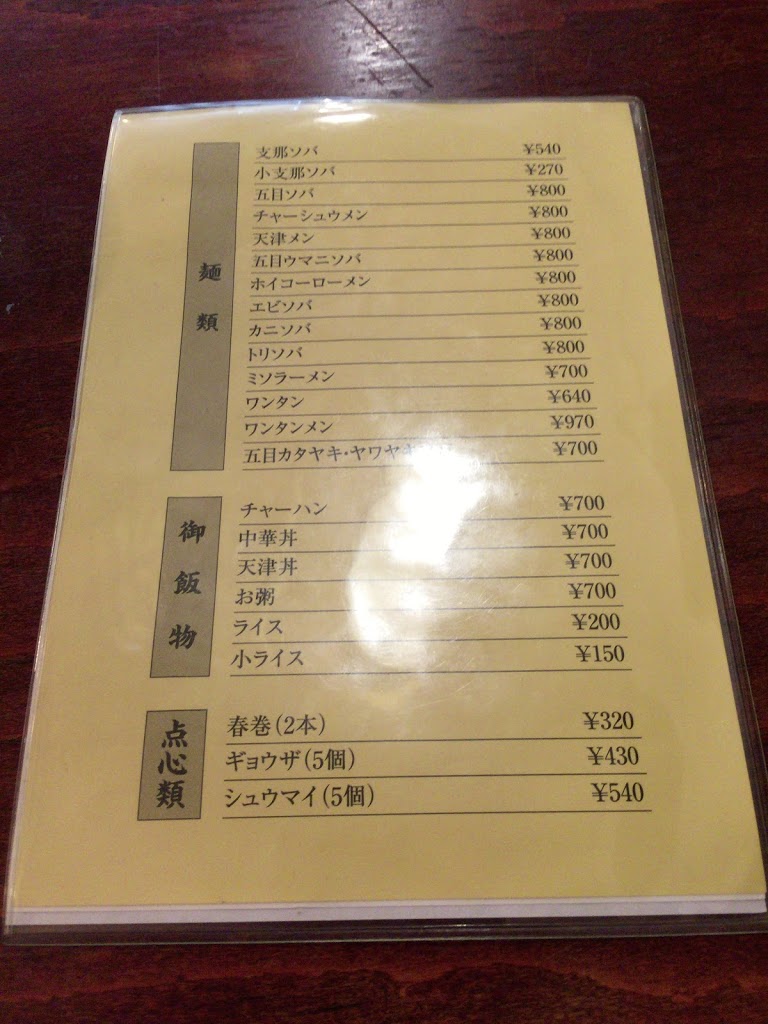 麺類
支那ソバ ¥540
小支那ソバ ¥270
五目ソバ ¥800
チャーシュウメン ¥800
天津メン ¥800
五目ウマニソバ ¥800
ホイコーローメン ¥800
エビソバ ¥800
カニソバ ¥800
トリソバ ¥800
ミソラーメン ¥700
ワンタン ¥640
ワンタンメン ¥970
五目カタヤキ・ヤワヤキ ¥700
御飯物
チャーハン ¥700
中華丼 ¥700
天津丼 ¥700
お粥 ¥700
ライス ¥200
小ライス ¥150
点心類
春巻(2本) ¥320
ギョウザ(5個) ¥430
シュウマイ(5個) ¥540